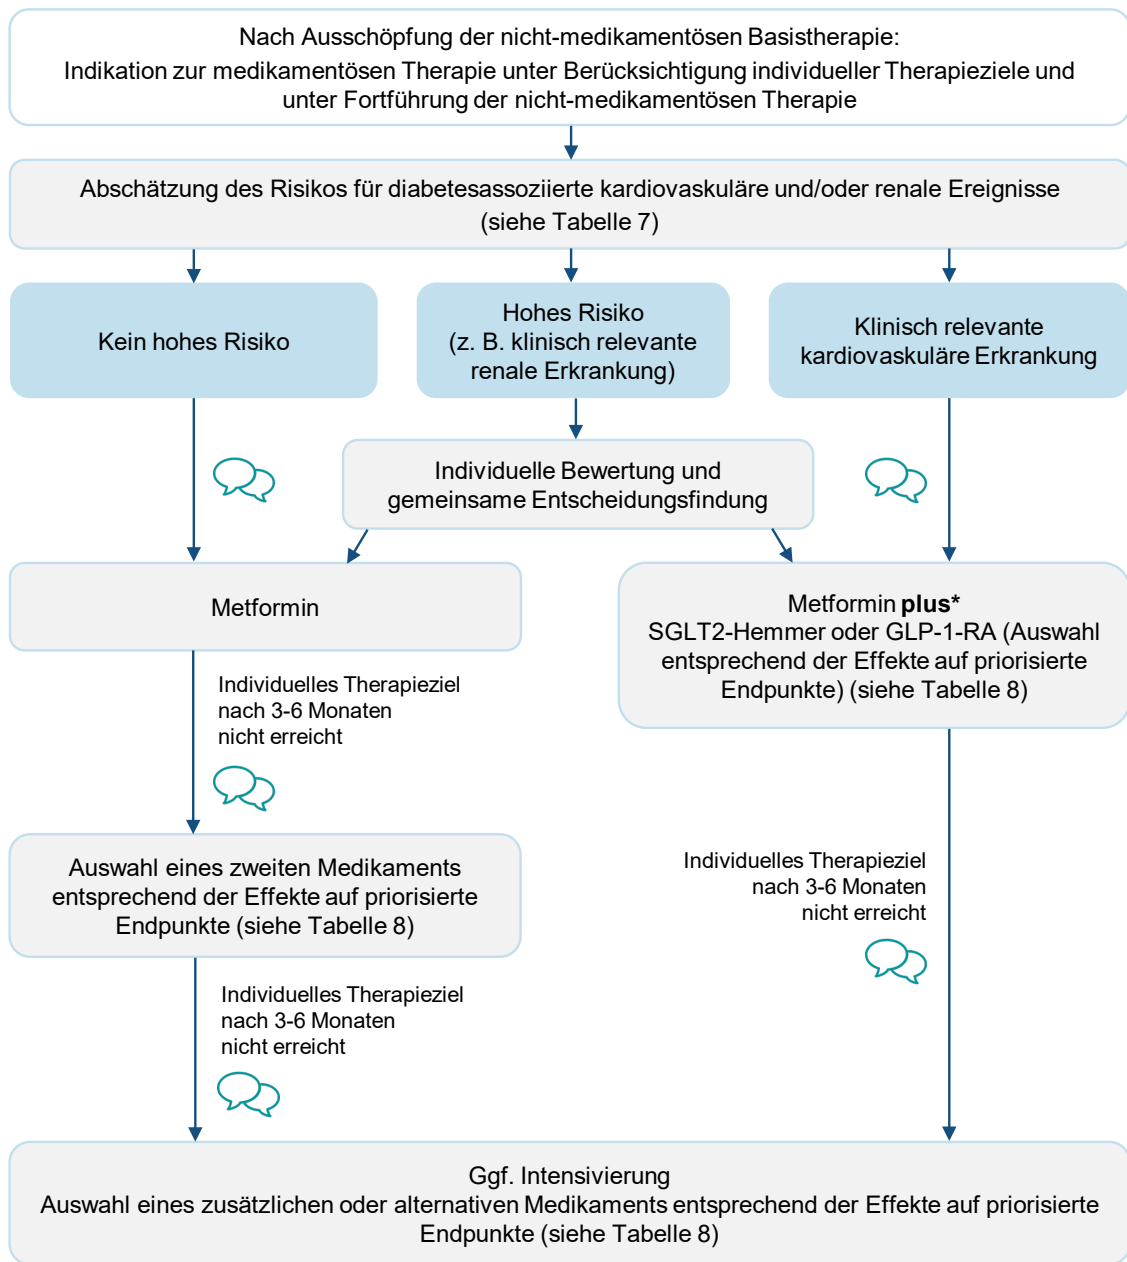 Nach Ausschöpfung der nicht-medikamentösen Basistherapie:
Indikation zur medikamentösen Therapie unter Berücksichtigung individueller Therapieziele und
unter Fortführung der nicht-medikamentösen Therapie
Abschätzung des Risikos für diabetesassoziierte kardiovaskuläre und/oder renale Ereignisse
(siehe Tabelle 7)
Kein hohes Risiko
Hohes Risiko
(z. B. klinisch relevante
renale Erkrankung)
Klinisch relevante
kardiovaskuläre Erkrankung
Individuelle Bewertung und
gemeinsame Entscheidungsfindung
Metformin
Metformin plus*
SGLT2-Hemmer oder GLP-1-RA (Auswahl
entsprechend der Effekte auf priorisierte
Endpunkte) (siehe Tabelle 8)
Individuelles Therapieziel
nach 3-6 Monaten
nicht erreicht
Auswahl eines zweiten Medikaments
entsprechend der Effekte auf priorisierte
Endpunkte (siehe Tabelle 8)
Individuelles Therapieziel
nach 3-6 Monaten
nicht erreicht
Individuelles Therapieziel
nach 3-6 Monaten
nicht erreicht
Ggf. Intensivierung
Auswahl eines zusätzlichen oder alternativen Medikaments entsprechend der Effekte auf priorisierte
Endpunkte (siehe Tabelle 8)